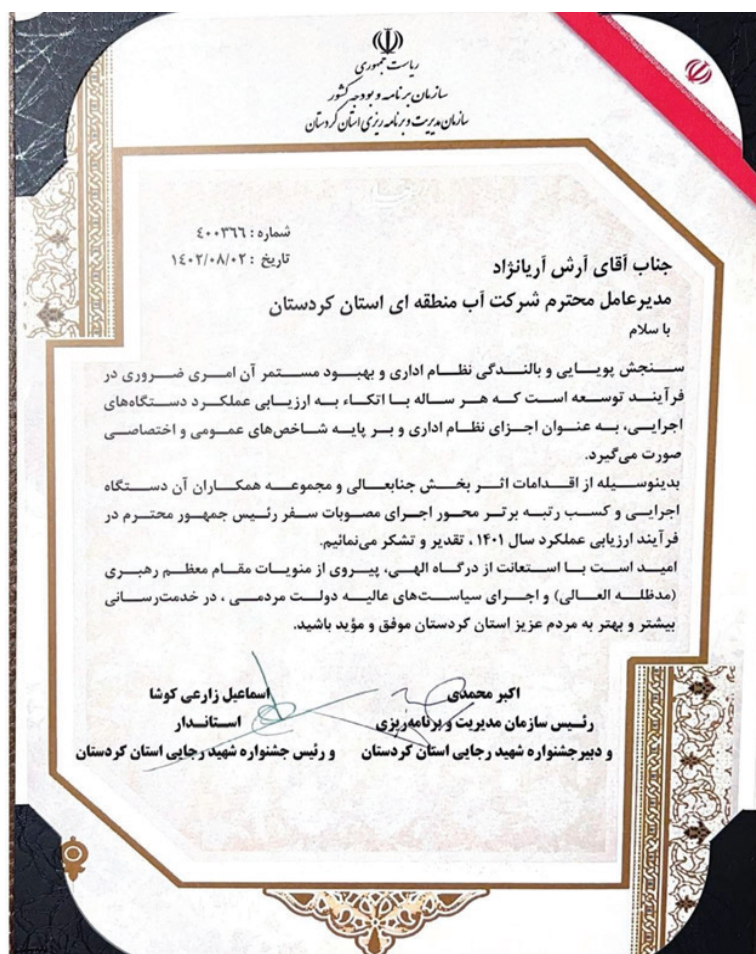 ریاست جمهوری
سازمان برنامه و بودجه کشور
سازمان مدیریت و برنامه ریزی استان کردستان
شماره : ٤٠٠٣٦٦
تاریخ : ١٤٠٢/٠٨/٠٢
جناب آقای آرش آریانژاد
مدیرعامل محترم شرکت آب منطقه ای استان کردستان
با سلام
سنجش پویایی و بالندگی نظام اداری و بهبود مستمر آن امری ضروری در
فرآیند توسعه است که هر ساله با اتکاء به ارزیابی عملکرد دستگاه‌های
اجرایی، به عنوان اجزای نظام اداری و بر پایه شاخص‌های عمومی و اختصاصی
صورت می‌گیرد.
بدینوسیله از اقدامات اثر بخش جنابعالی و مجموعه همکاران آن دستگاه
اجرایی و کسب رتبه برتر محور اجرای مصوبات سفر رئیس جمهور محترم در
فرآیند ارزیابی عملکرد سال ۱۴۰۱ ، تقدیر و تشکر می‌نمائیم.
امید است با استعانت از درگاه الهی، پیروی از منویات مقام معظم رهبری
(مدظله العالی) و اجرای سیاست‌های عالیه دولت مردمی ، در خدمت‌رسانی
بیشتر و بهتر به مردم عزیز استان کردستان موفق و مؤید باشید.
اکبر محمدی
رئیس سازمان مدیریت و برنامه‌ریزی
و دبیر جشنواره شهید رجایی استان کردستان
اسماعیل زارعی کوشا
استاندار
و رئیس جشنواره شهید رجایی استان کردستان